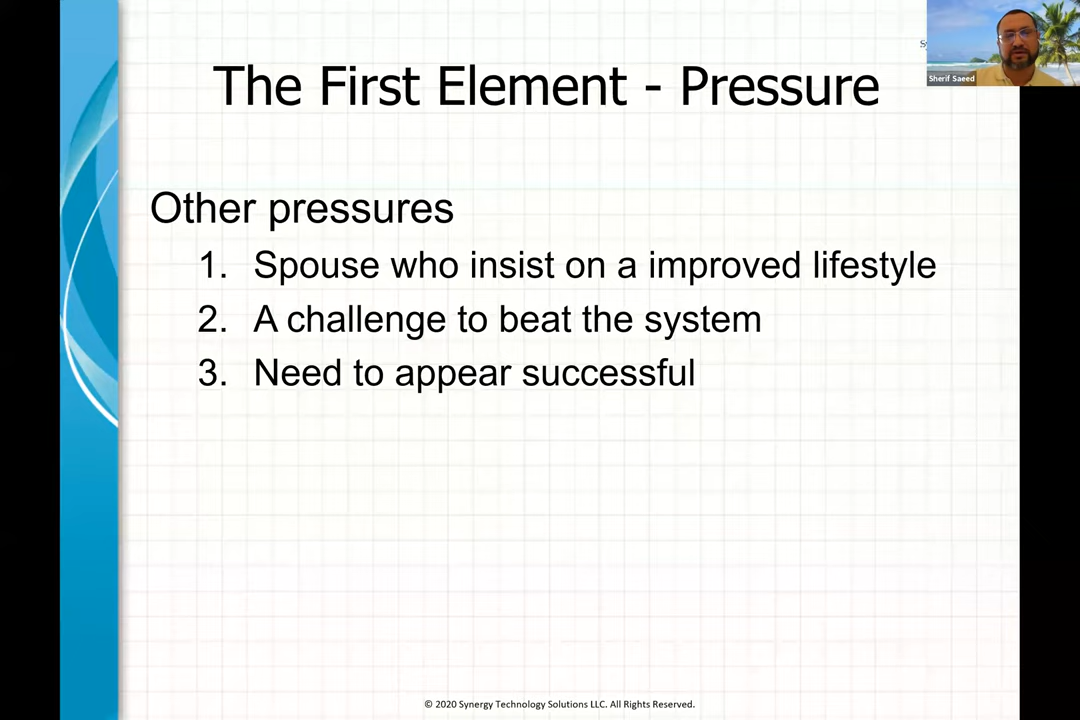 The First Element - Pressure
Sherif Saeed
Other pressures
1. Spouse who insist on a improved lifestyle
2. A challenge to beat the system
3. Need to appear successful
© 2020 Synergy Technology Solutions LLC. All Rights Reserved.